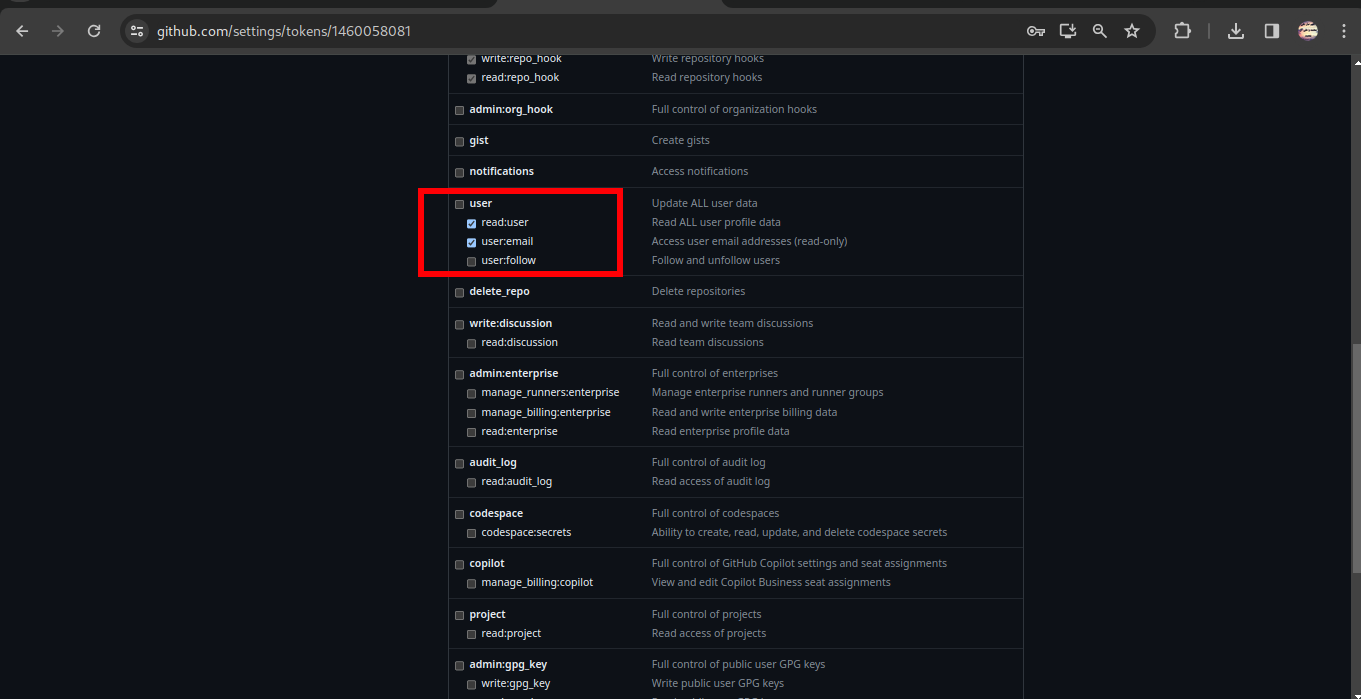 github.com/settings/tokens/1460058081
write:repo_hook Write repository hooks
read:repo_hook Read repository hooks
admin:org_hook Full control of organization hooks
gist Create gists
notifications Access notifications
user Update ALL user data
read:user Read ALL user profile data
user:email Access user email addresses (read-only)
user:follow Follow and unfollow users
delete_repo Delete repositories
write:discussion Read and write team discussions
read:discussion Read team discussions
admin:enterprise Full control of enterprises
manage_runners:enterprise Manage enterprise runners and runner groups
manage_billing:enterprise Read and write enterprise billing data
read:enterprise Read enterprise profile data
audit_log Full control of audit log
read:audit_log Read access of audit log
codespace Full control of codespaces
codespace:secrets Ability to create, read, update, and delete codespace secrets
copilot Full control of GitHub Copilot settings and seat assignments
manage_billing:copilot View and edit Copilot Business seat assignments
project Full control of projects
read:project Read access of projects
admin:gpg_key Full control of public user GPG keys
write:gpg_key Write public user GPG keys